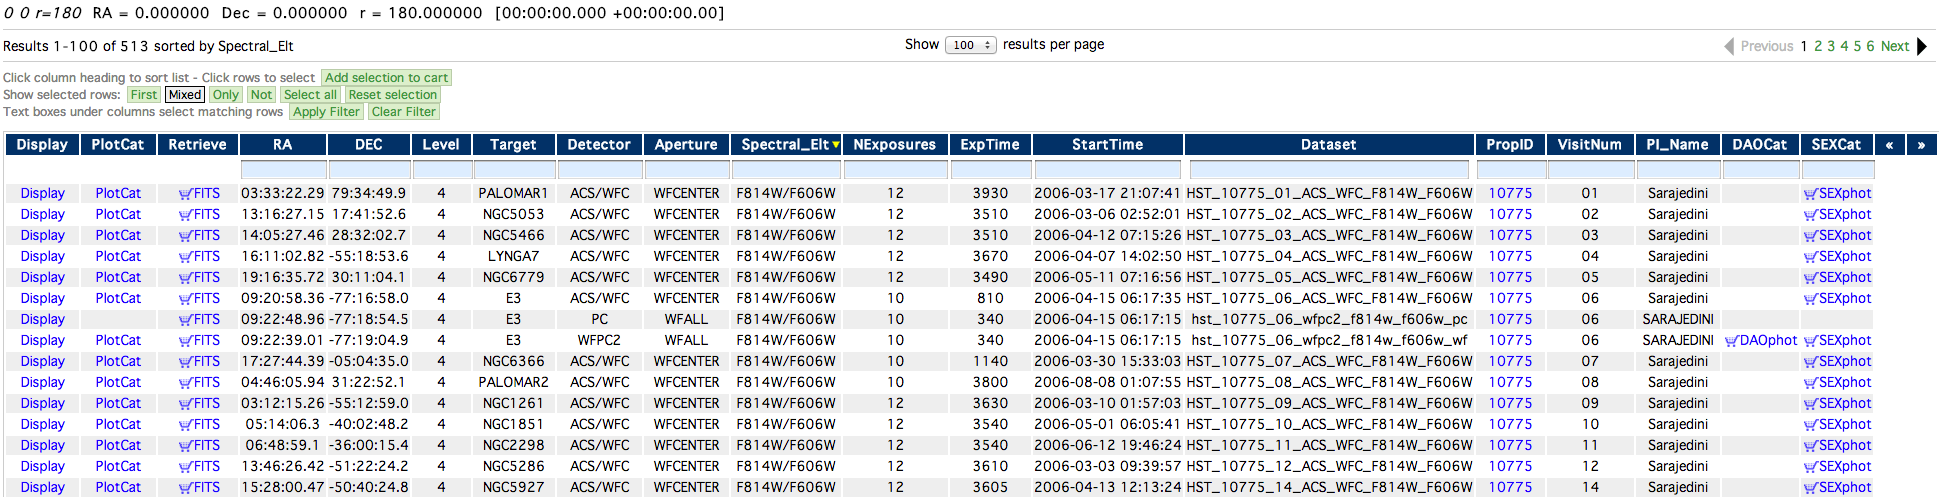 0 0 r=180 RA = 0.000000 Dec = 0.000000 r = 180.000000 [00:00:00.000 +00:00:00.00]
Results 1-100 of 513 sorted by Spectral_Elt Show 100 results per page Previous 1 2 3 4 5 6 Next
Click column heading to sort list - Click rows to select Add selection to cart
Show selected rows: First Mixed Only Not Select all Reset selection
Text boxes under columns select matching rows Apply Filter Clear Filter
Display PlotCat Retrieve RA DEC Level Target Detector Aperture Spectral_Elt▼ NExposures ExpTime StartTime Dataset PropID VisitNum PI_Name DAOCat SEXCat « »
Display PlotCat FITS 03:33:22.29 79:34:49.9 4 PALOMAR1 ACS/WFC WFCENTER F814W/F606W 12 3930 2006-03-17 21:07:41 HST_10775_01_ACS_WFC_F814W_F606W 10775 01 Sarajedini SEXphot
Display PlotCat FITS 13:16:27.15 17:41:52.6 4 NGC5053 ACS/WFC WFCENTER F814W/F606W 12 3510 2006-03-06 02:52:01 HST_10775_02_ACS_WFC_F814W_F606W 10775 02 Sarajedini SEXphot
Display PlotCat FITS 14:05:27.46 28:32:02.7 4 NGC5466 ACS/WFC WFCENTER F814W/F606W 12 3510 2006-04-12 07:15:26 HST_10775_03_ACS_WFC_F814W_F606W 10775 03 Sarajedini SEXphot
Display PlotCat FITS 16:11:02.82 -55:18:53.6 4 LYNGA7 ACS/WFC WFCENTER F814W/F606W 12 3670 2006-04-07 14:02:50 HST_10775_04_ACS_WFC_F814W_F606W 10775 04 Sarajedini SEXphot
Display PlotCat FITS 19:16:35.72 30:11:04.1 4 NGC6779 ACS/WFC WFCENTER F814W/F606W 12 3490 2006-05-11 07:16:56 HST_10775_05_ACS_WFC_F814W_F606W 10775 05 Sarajedini SEXphot
Display PlotCat FITS 09:20:58.36 -77:16:58.0 4 E3 ACS/WFC WFCENTER F814W/F606W 10 810 2006-04-15 06:17:35 HST_10775_06_ACS_WFC_F814W_F606W 10775 06 Sarajedini SEXphot
Display FITS 09:22:48.96 -77:18:54.5 4 E3 PC WFALL F814W/F606W 10 340 2006-04-15 06:17:15 hst_10775_06_wfpc2_f814w_f606w_pc 10775 06 SARAJEDINI
Display PlotCat FITS 09:22:39.01 -77:19:04.9 4 E3 WFPC2 WFALL F814W/F606W 10 340 2006-04-15 06:17:15 hst_10775_06_wfpc2_f814w_f606w_wf 10775 06 SARAJEDINI DAOphot SEXphot
Display PlotCat FITS 17:27:44.39 -05:04:35.0 4 NGC6366 ACS/WFC WFCENTER F814W/F606W 10 1140 2006-03-30 15:33:03 HST_10775_07_ACS_WFC_F814W_F606W 10775 07 Sarajedini SEXphot
Display PlotCat FITS 04:46:05.94 31:22:52.1 4 PALOMAR2 ACS/WFC WFCENTER F814W/F606W 10 3800 2006-08-08 01:07:55 HST_10775_08_ACS_WFC_F814W_F606W 10775 08 Sarajedini SEXphot
Display PlotCat FITS 03:12:15.26 -55:12:59.0 4 NGC1261 ACS/WFC WFCENTER F814W/F606W 12 3630 2006-03-10 01:57:03 HST_10775_09_ACS_WFC_F814W_F606W 10775 09 Sarajedini SEXphot
Display PlotCat FITS 05:14:06.3 -40:02:48.2 4 NGC1851 ACS/WFC WFCENTER F814W/F606W 12 3540 2006-05-01 06:05:41 HST_10775_10_ACS_WFC_F814W_F606W 10775 10 Sarajedini SEXphot
Display PlotCat FITS 06:48:59.1 -36:00:15.4 4 NGC2298 ACS/WFC WFCENTER F814W/F606W 12 3540 2006-06-12 19:46:24 HST_10775_11_ACS_WFC_F814W_F606W 10775 11 Sarajedini SEXphot
Display PlotCat FITS 13:46:26.42 -51:22:24.2 4 NGC5286 ACS/WFC WFCENTER F814W/F606W 12 3610 2006-03-03 09:39:57 HST_10775_12_ACS_WFC_F814W_F606W 10775 12 Sarajedini SEXphot
Display PlotCat FITS 15:28:00.47 -50:40:24.8 4 NGC5927 ACS/WFC WFCENTER F814W/F606W 12 3605 2006-04-13 12:13:24 HST_10775_14_ACS_WFC_F814W_F606W 10775 14 Sarajedini SEXphot